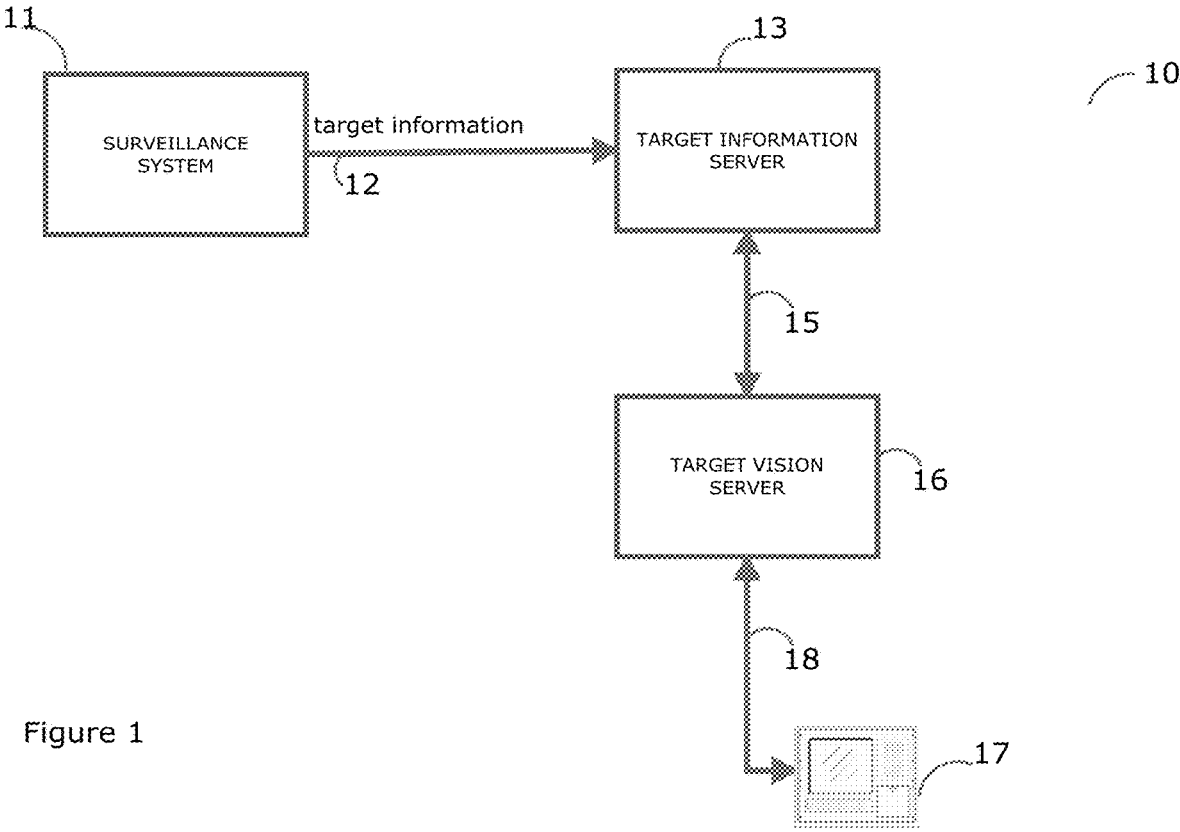 11
13
10
SURVEILLANCE
SYSTEM
target information
12
TARGET INFORMATION
SERVER
15
TARGET VISION
SERVER
16
18
Figure 1
17